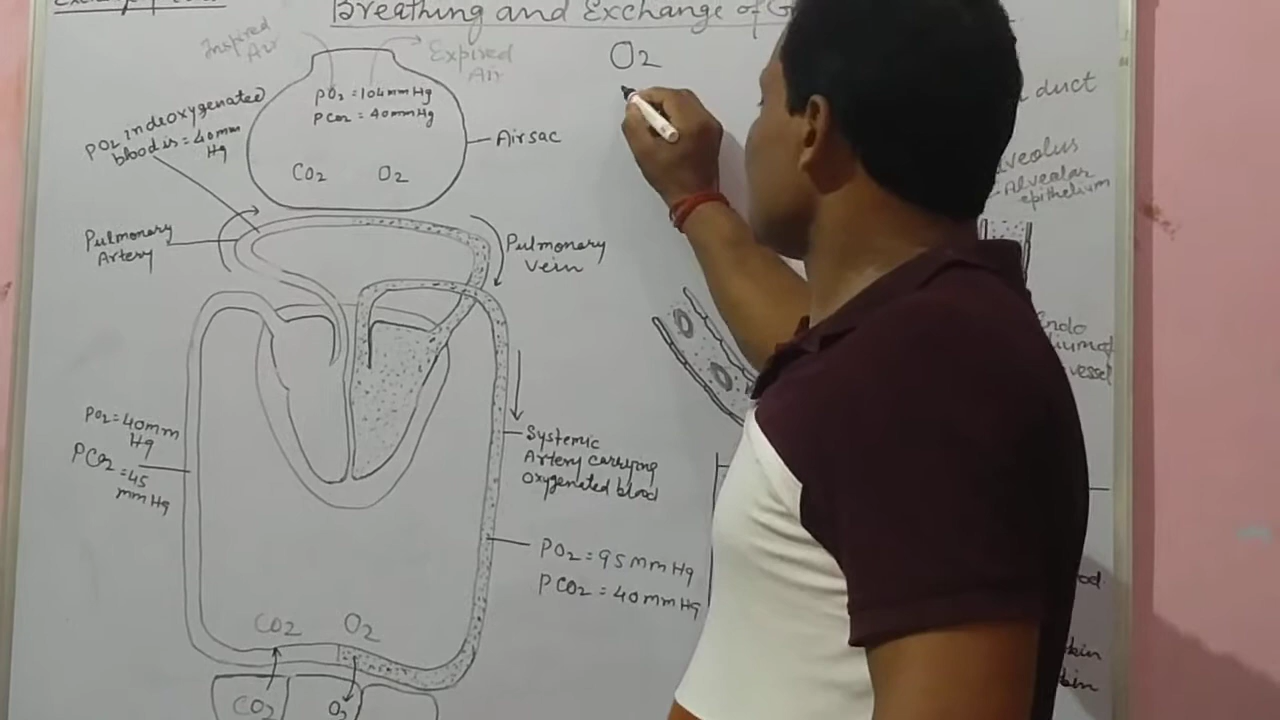 Breathing and Exchange of G
Inspired
Air
Expired
Air
O2
PO2 = 104 mm Hg
PCO2 = 40 mm Hg
PO2 in deoxygenated
blood is = 40 mm
Hg
Air sac
CO2 O2
duct
Alveolar
epithelium
Pulmonary
Artery
Pulmonary
Vein
Endo
vessel
PO2 = 40 mm
Hg
PCO2 = 45
mm Hg
Systemic
Artery carrying
oxygenated blood
PO2 = 95 mm Hg
PCO2 = 40 mm Hg
CO2 O2
CO2 O2